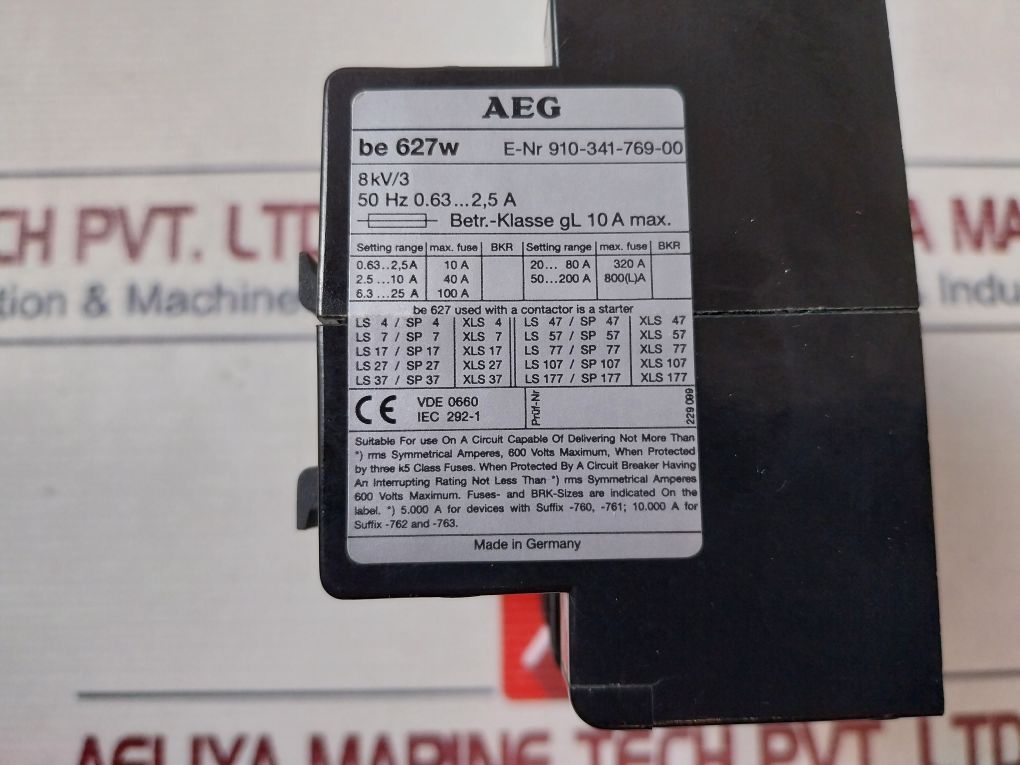 AEG
be 627w E-Nr 910-341-769-00
8kV/3
50 Hz 0.63...2,5 A
Betr.-Klasse gL 10 A max.
Setting range max. fuse BKR Setting range max. fuse BKR
0.63..2,5A 10 A 20... 80 A 320 A
2.5...10 A 40 A 50...200 A 800(L)A
6.3...25 A 100 A
be 627 used with a contactor is a starter
LS 4 / SP 4 XLS 4 LS 47 / SP 47 XLS 47
LS 7 / SP 7 XLS 7 LS 57 / SP 57 XLS 57
LS 17 / SP 17 XLS 17 LS 77 / SP 77 XLS 77
LS 27 / SP 27 XLS 27 LS 107 / SP 107 XLS 107
LS 37 / SP 37 XLS 37 LS 177 / SP 177 XLS 177
CE VDE 0660 Prüf-Nr 229 099
IEC 292-1
Suitable For use On A Circuit Capable Of Delivering Not More Than
*) rms Symmetrical Amperes, 600 Volts Maximum, When Protected
by three k5 Class Fuses. When Protected By A Circuit Breaker Having
An Interrupting Rating Not Less Than *) rms Symmetrical Amperes
600 Volts Maximum. Fuses- and BRK-Sizes are indicated On the
label. *) 5.000 A for devices with Suffix -760, -761; 10.000 A for
Suffix -762 and -763.
Made in Germany
CH PVT. LTD A MA
tion & Machine Indu
AELIYA MARINE TECH PVT. LTD